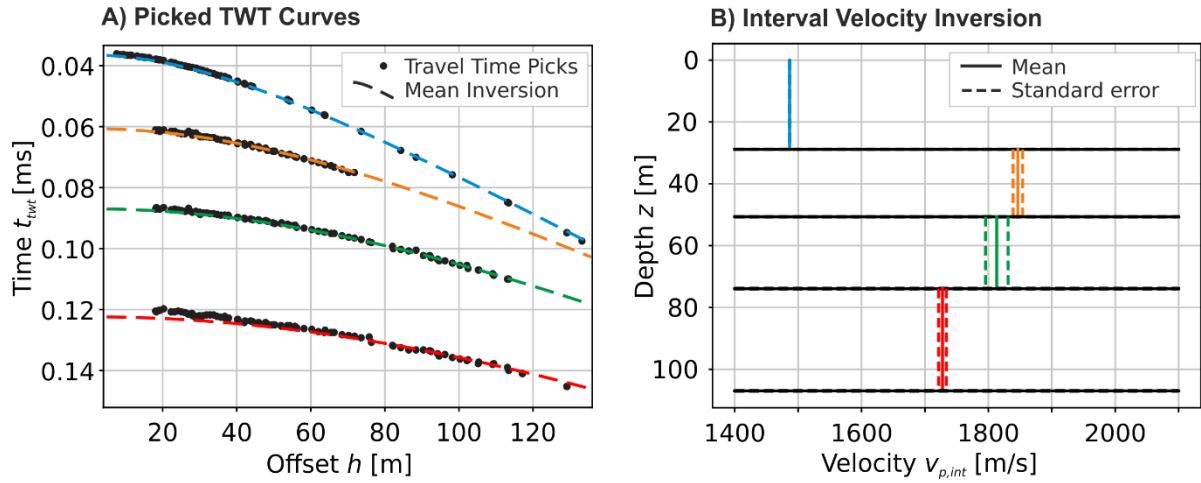 A) Picked TWT Curves
Travel Time Picks
Mean Inversion
0.04
0.06
0.08
0.10
0.12
0.14
Time t_twt [ms]
20
40
60
80
100
120
Offset h [m]
B) Interval Velocity Inversion
Mean
Standard error
0
20
40
60
80
100
Depth z [m]
1400
1600
1800
2000
Velocity v_p,int [m/s]